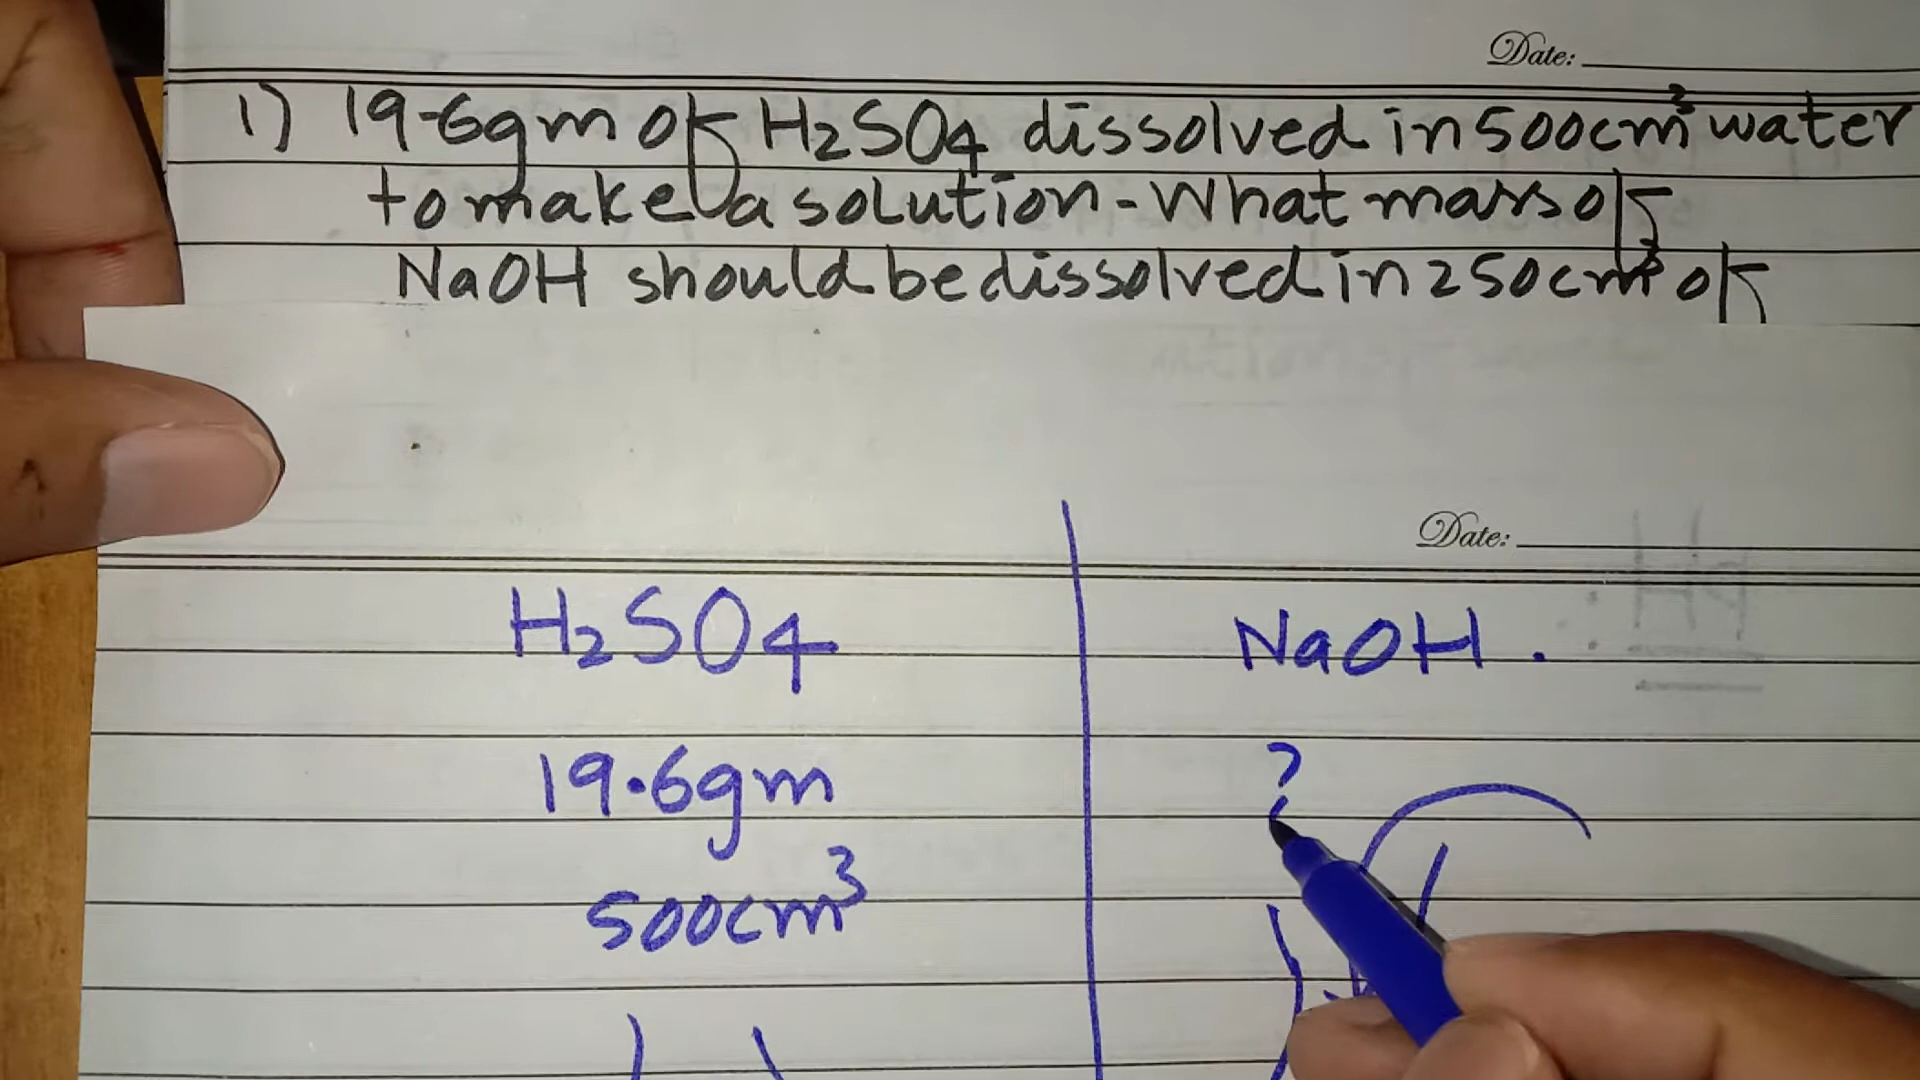 Date:
1) 19.6gm of H₂SO₄ dissolved in 500cm³ water
to make a solution. What mass of
NaOH should be dissolved in 250cm³ of
Date:
H₂SO₄
NaOH.
19.6gm
?
500cm³